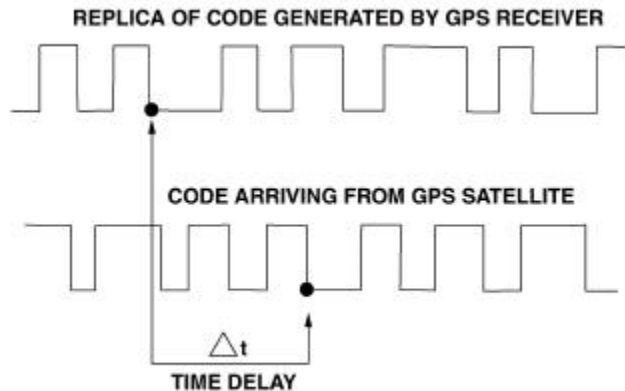 REPLICA OF CODE GENERATED BY GPS RECEIVER
CODE ARRIVING FROM GPS SATELLITE
△t
TIME DELAY